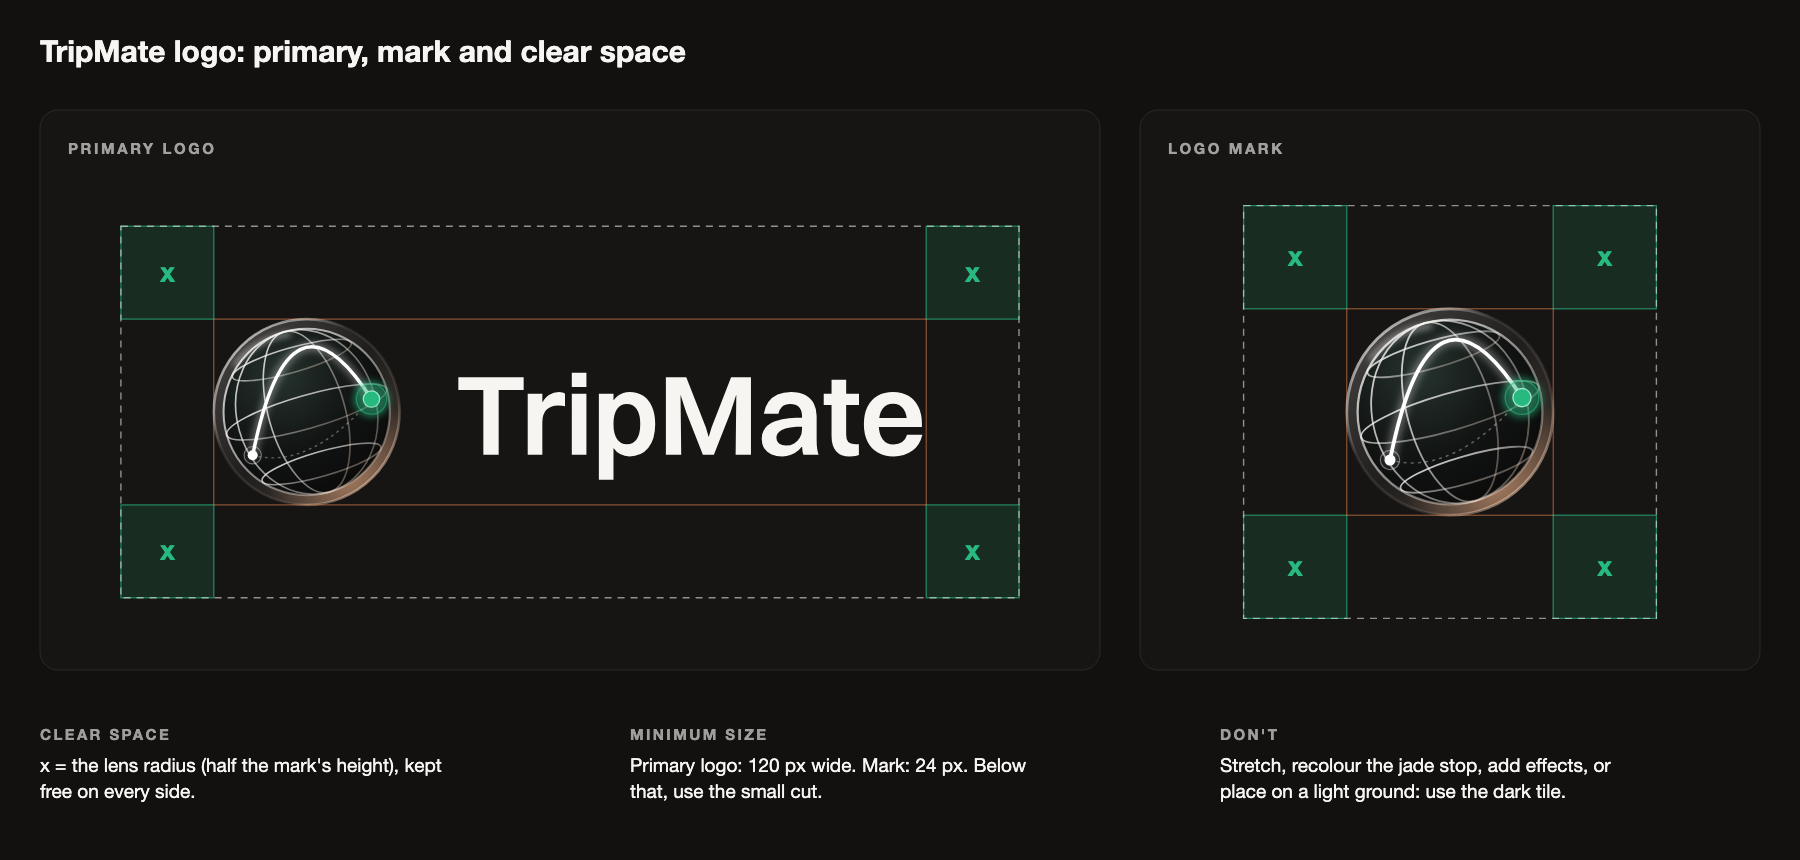 TripMate logo: primary, mark and clear space
PRIMARY LOGO
x x
TripMate
x x
LOGO MARK
x x
x x
CLEAR SPACE
x = the lens radius (half the mark's height), kept
free on every side.
MINIMUM SIZE
Primary logo: 120 px wide. Mark: 24 px. Below
that, use the small cut.
DON'T
Stretch, recolour the jade stop, add effects, or
place on a light ground: use the dark tile.